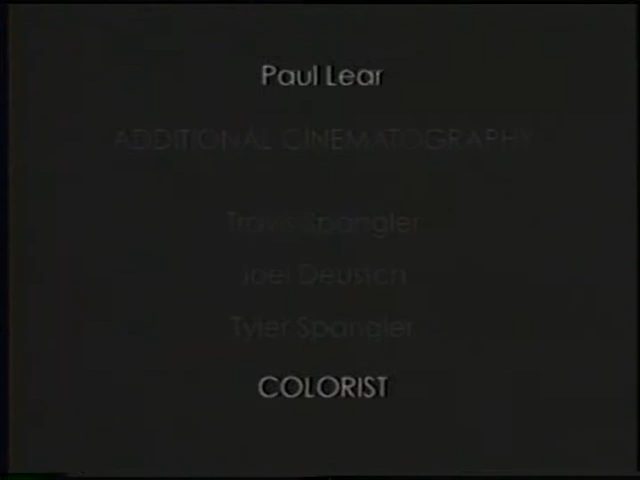 Paul Lear
ADDITIONAL CINEMATOGRAPHY
Travis Spangler
Joel Deutsch
Tyler Spangler
COLORIST